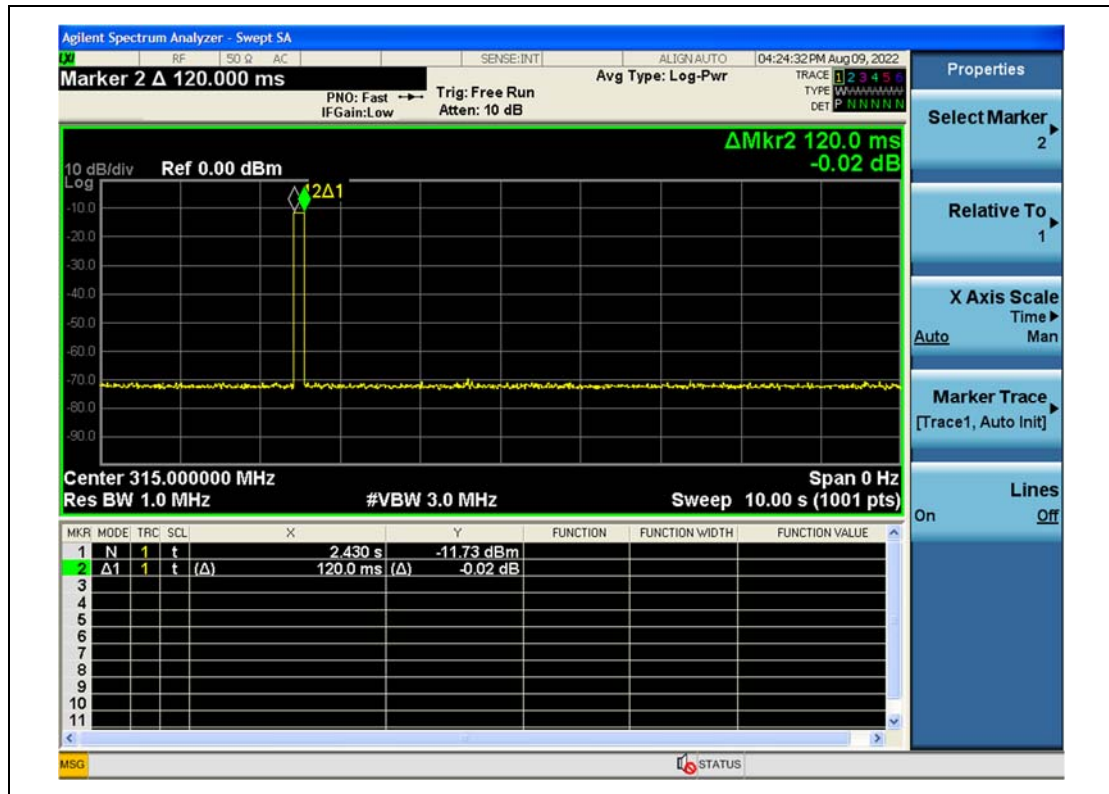 Agilent Spectrum Analyzer - Swept SA
LXI RF 50 Ω AC SENSE:INT ALIGN AUTO 04:24:32 PM Aug 09, 2022
Marker 2 Δ 120.000 ms
PNO: Fast
IFGain:Low
Trig: Free Run
Atten: 10 dB
Avg Type: Log-Pwr
TRACE 1 2 3 4 5 6
TYPE W
DET P N N N N N
ΔMkr2 120.0 ms
-0.02 dB
10 dB/div Ref 0.00 dBm
Log
2Δ1
-10.0
-20.0
-30.0
-40.0
-50.0
-60.0
-70.0
-80.0
-90.0
Center 315.000000 MHz Span 0 Hz
Res BW 1.0 MHz #VBW 3.0 MHz Sweep 10.00 s (1001 pts)
MKR MODE TRC SCL X Y FUNCTION FUNCTION WIDTH FUNCTION VALUE
1 N 1 t 2.430 s -11.73 dBm
2 Δ1 1 t (Δ) 120.0 ms (Δ) -0.02 dB
3
4
5
6
7
8
9
10
11
MSG STATUS
Properties
Select Marker
2
Relative To
1
X Axis Scale
Time
Auto Man
Marker Trace
[Trace1, Auto Init]
Lines
On Off